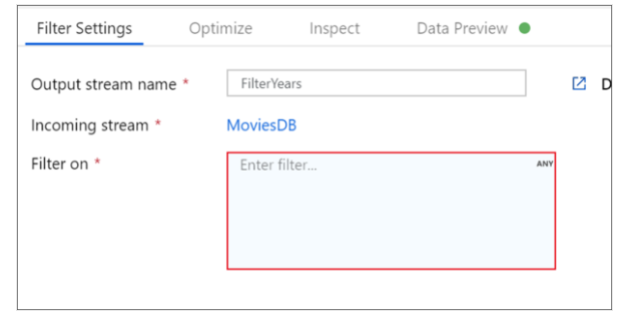 Filter Settings Optimize Inspect Data Preview
Output stream name * FilterYears D
Incoming stream * MoviesDB
Filter on * Enter filter... ANY